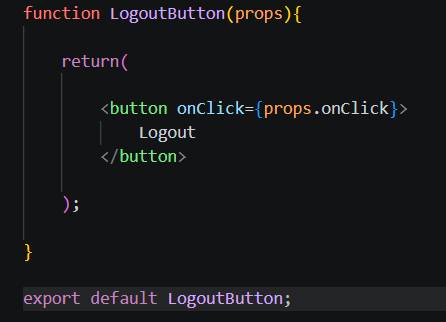 function LogoutButton(props){
return(
<button onClick={props.onClick}>
Logout
</button>
);
}
export default LogoutButton;